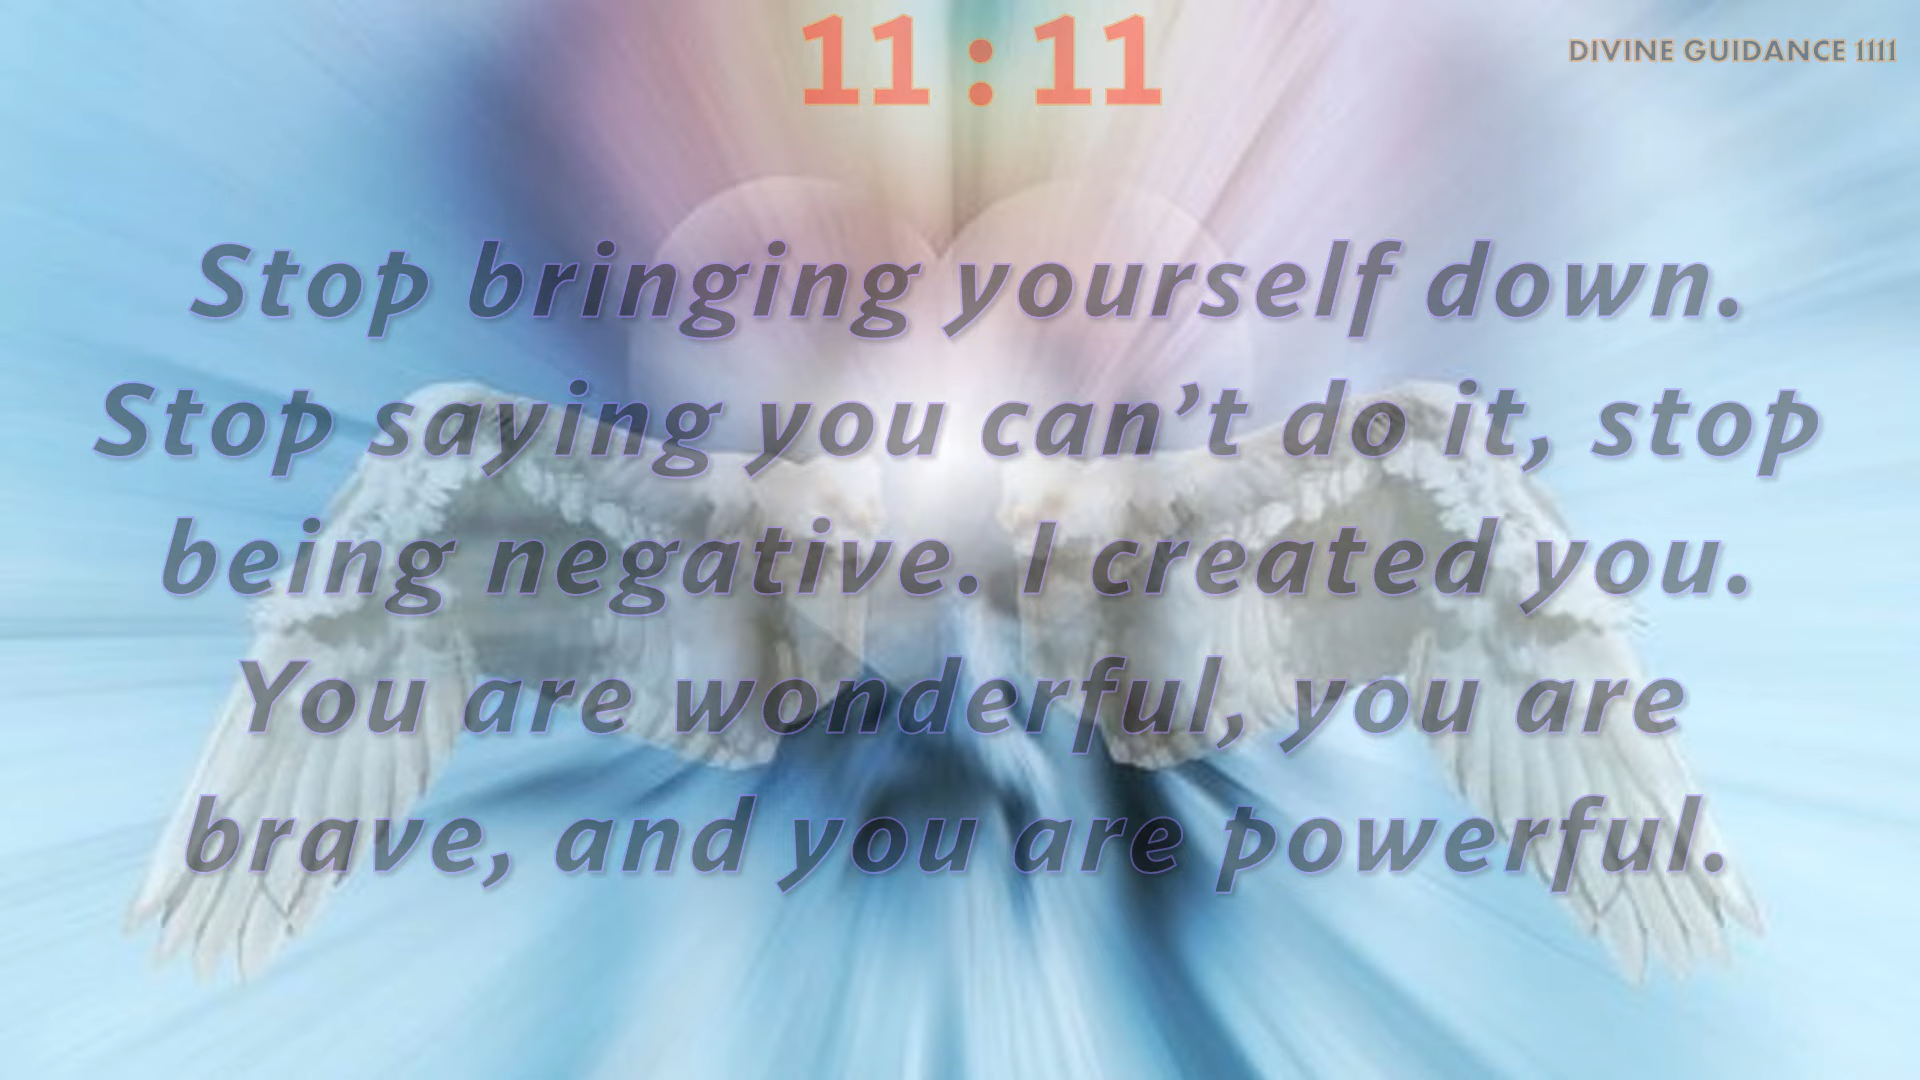 11:11
DIVINE GUIDANCE 1111
Stop bringing yourself down.
Stop saying you can’t do it, stop
being negative. I created you.
You are wonderful, you are
brave, and you are powerful.